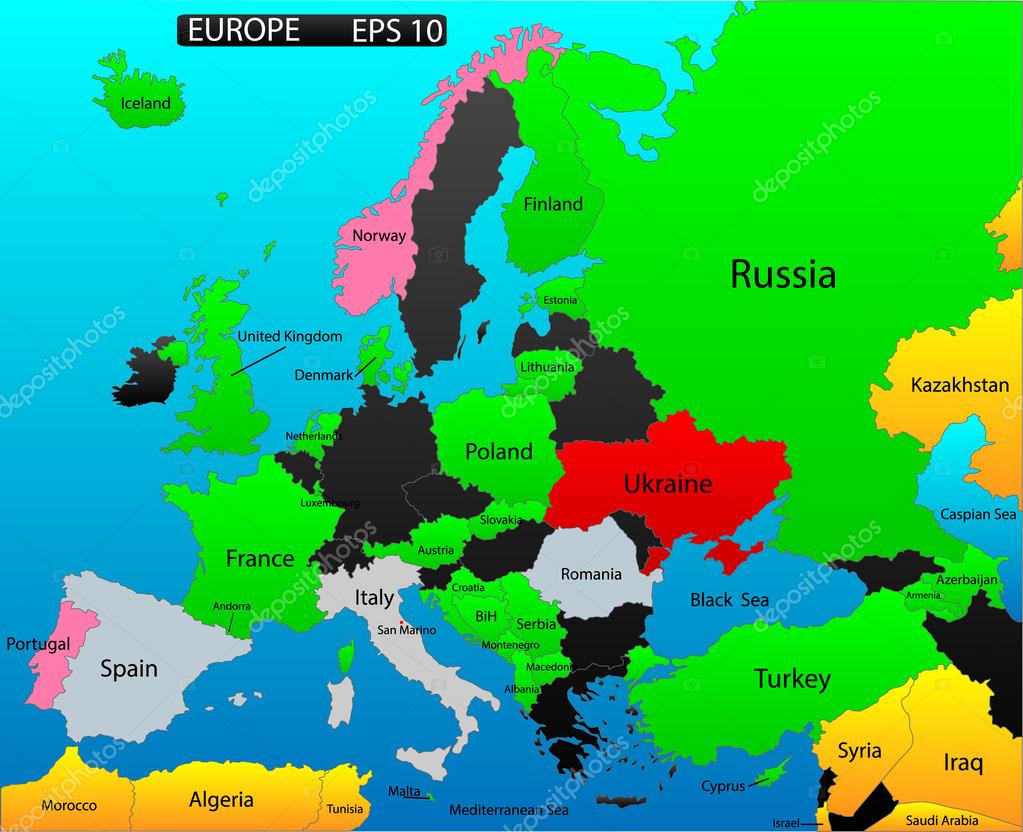 EUROPE EPS 10
Iceland
Norway
Finland
Russia
Estonia
United Kingdom
Denmark
Lithuania
Kazakhstan
Netherlands
Poland
Ukraine
Luxembourg
Caspian Sea
Slovakia
France
Austria
Romania
Azerbaijan
Italy
Croatia
Armenia
Andorra
BiH
Black Sea
San Marino
Serbia
Portugal
Montenegro
Spain
Macedoni
Turkey
Albania
Syria
Iraq
Cyprus
Malta
Morocco
Algeria
Tunisia
Mediterranean Sea
Israel
Saudi Arabia
depositphotos
depositphotos
depositphotos
depositphotos
depositphotos
depositphotos
depositphotos
depositphotos